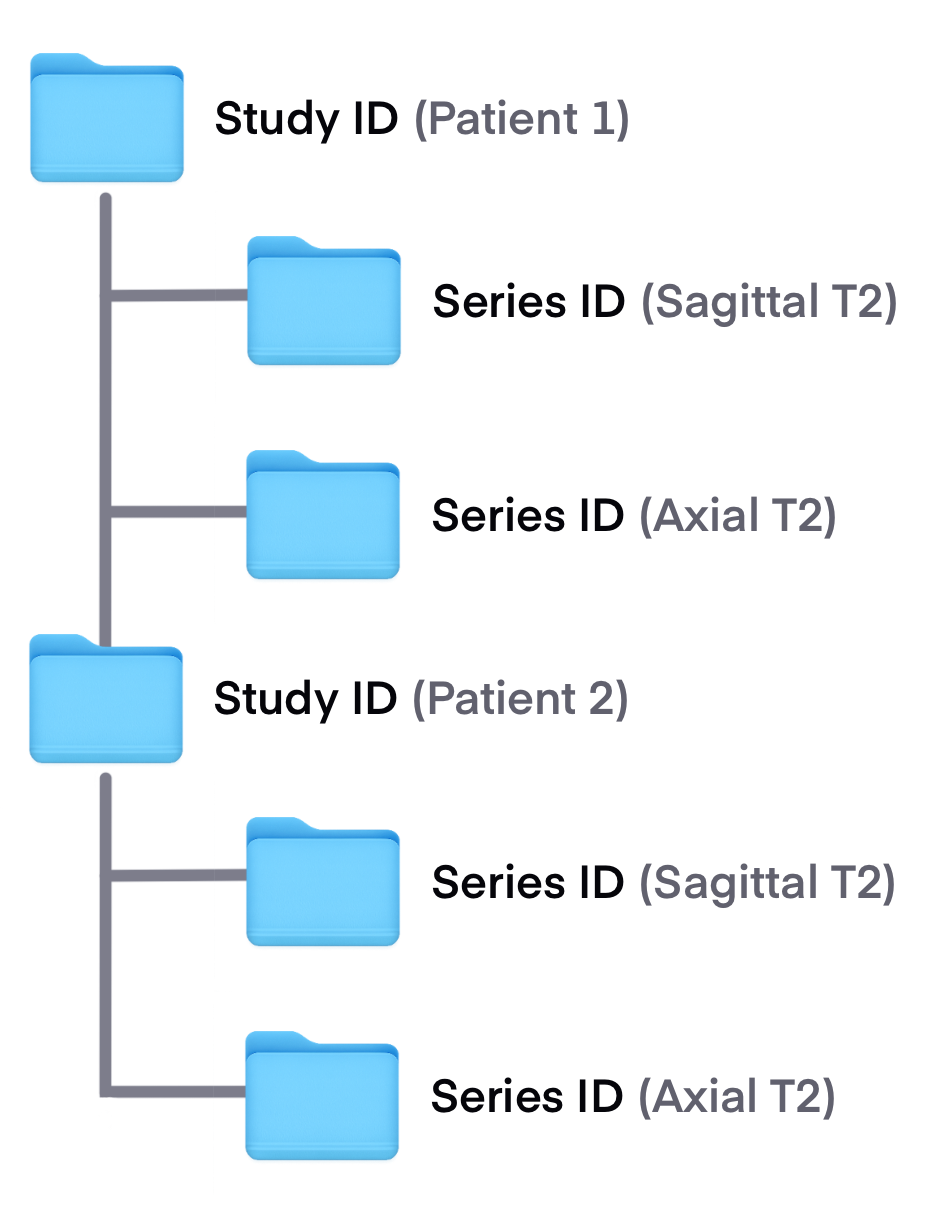 Study ID (Patient 1)
Series ID (Sagittal T2)
Series ID (Axial T2)
Study ID (Patient 2)
Series ID (Sagittal T2)
Series ID (Axial T2)